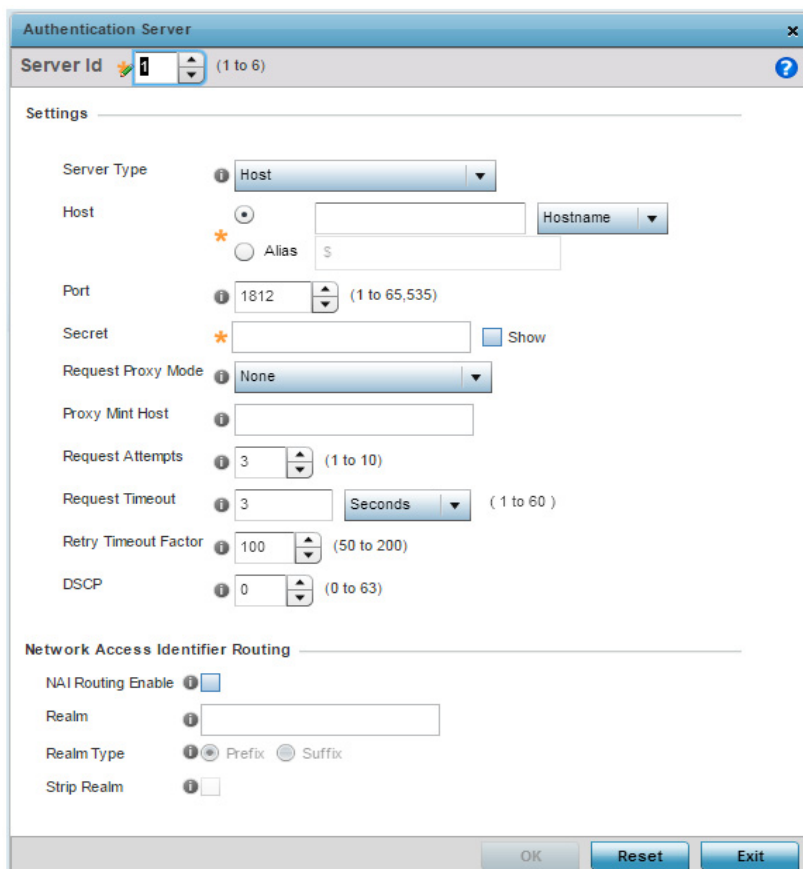 Authentication Server x
Server Id 1 (1 to 6) ?
Settings
Server Type i Host
Host Hostname
* Alias $
Port i 1812 (1 to 65,535)
Secret * Show
Request Proxy Mode i None
Proxy Mint Host i
Request Attempts i 3 (1 to 10)
Request Timeout i 3 Seconds ( 1 to 60 )
Retry Timeout Factor i 100 (50 to 200)
DSCP i 0 (0 to 63)
Network Access Identifier Routing
NAI Routing Enable i
Realm i
Realm Type i Prefix Suffix
Strip Realm i
OK Reset Exit